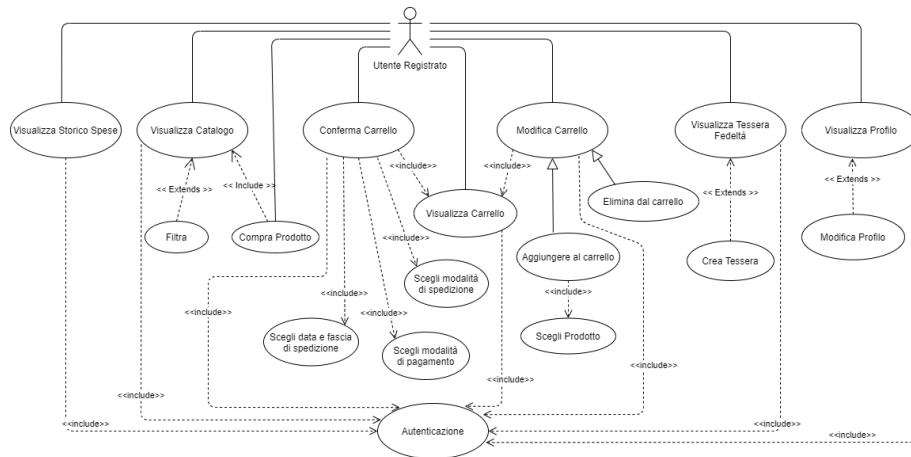 Utente Registrato
Visualizza Storico Spese
Visualizza Catalogo
Conferma Carrello
Modifica Carrello
Visualizza Tessera
Fedeltà
Visualizza Profilo
<<include>>
<<include>>
<< Extends >>
<< Include >>
<< Extends >>
<< Extends >>
Elimina dal carrello
Visualizza Carrello
Filtra
Compra Prodotto
<<include>>
Modifica Profilo
Aggiungere al carrello
Crea Tessera
Scegli modalità
di spedizione
<<include>>
<<include>>
<<include>>
<<include>>
Scegli data e fascia
di spedizione
Scegli Prodotto
Scegli modalità
di pagamento
<<include>>
<<include>>
<<include>>
<<include>>
<<include>>
<<include>>
Autenticazione